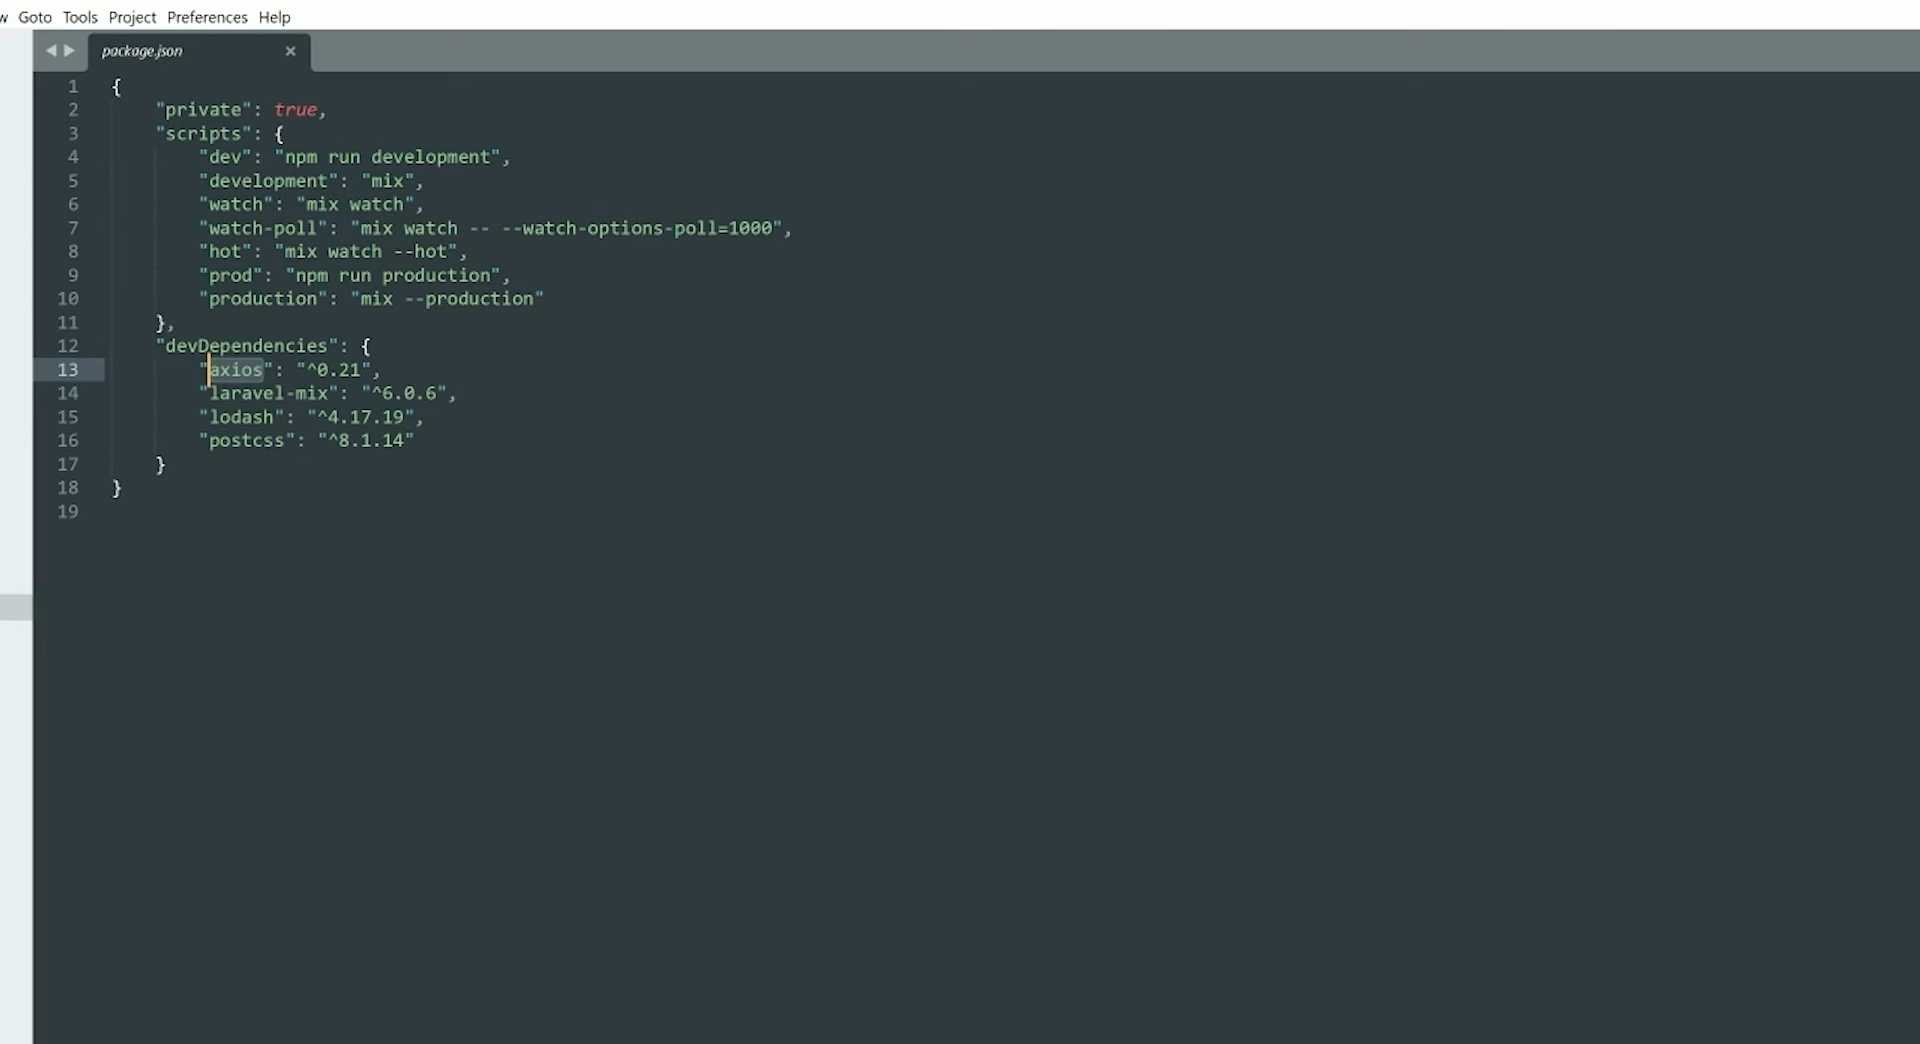 Goto Tools Project Preferences Help
package.json ×
1 {
2 "private": true,
3 "scripts": {
4 "dev": "npm run development",
5 "development": "mix",
6 "watch": "mix watch",
7 "watch-poll": "mix watch -- --watch-options-poll=1000",
8 "hot": "mix watch --hot",
9 "prod": "npm run production",
10 "production": "mix --production"
11 },
12 "devDependencies": {
13 "axios": "^0.21",
14 "laravel-mix": "^6.0.6",
15 "lodash": "^4.17.19",
16 "postcss": "^8.1.14"
17 }
18 }
19